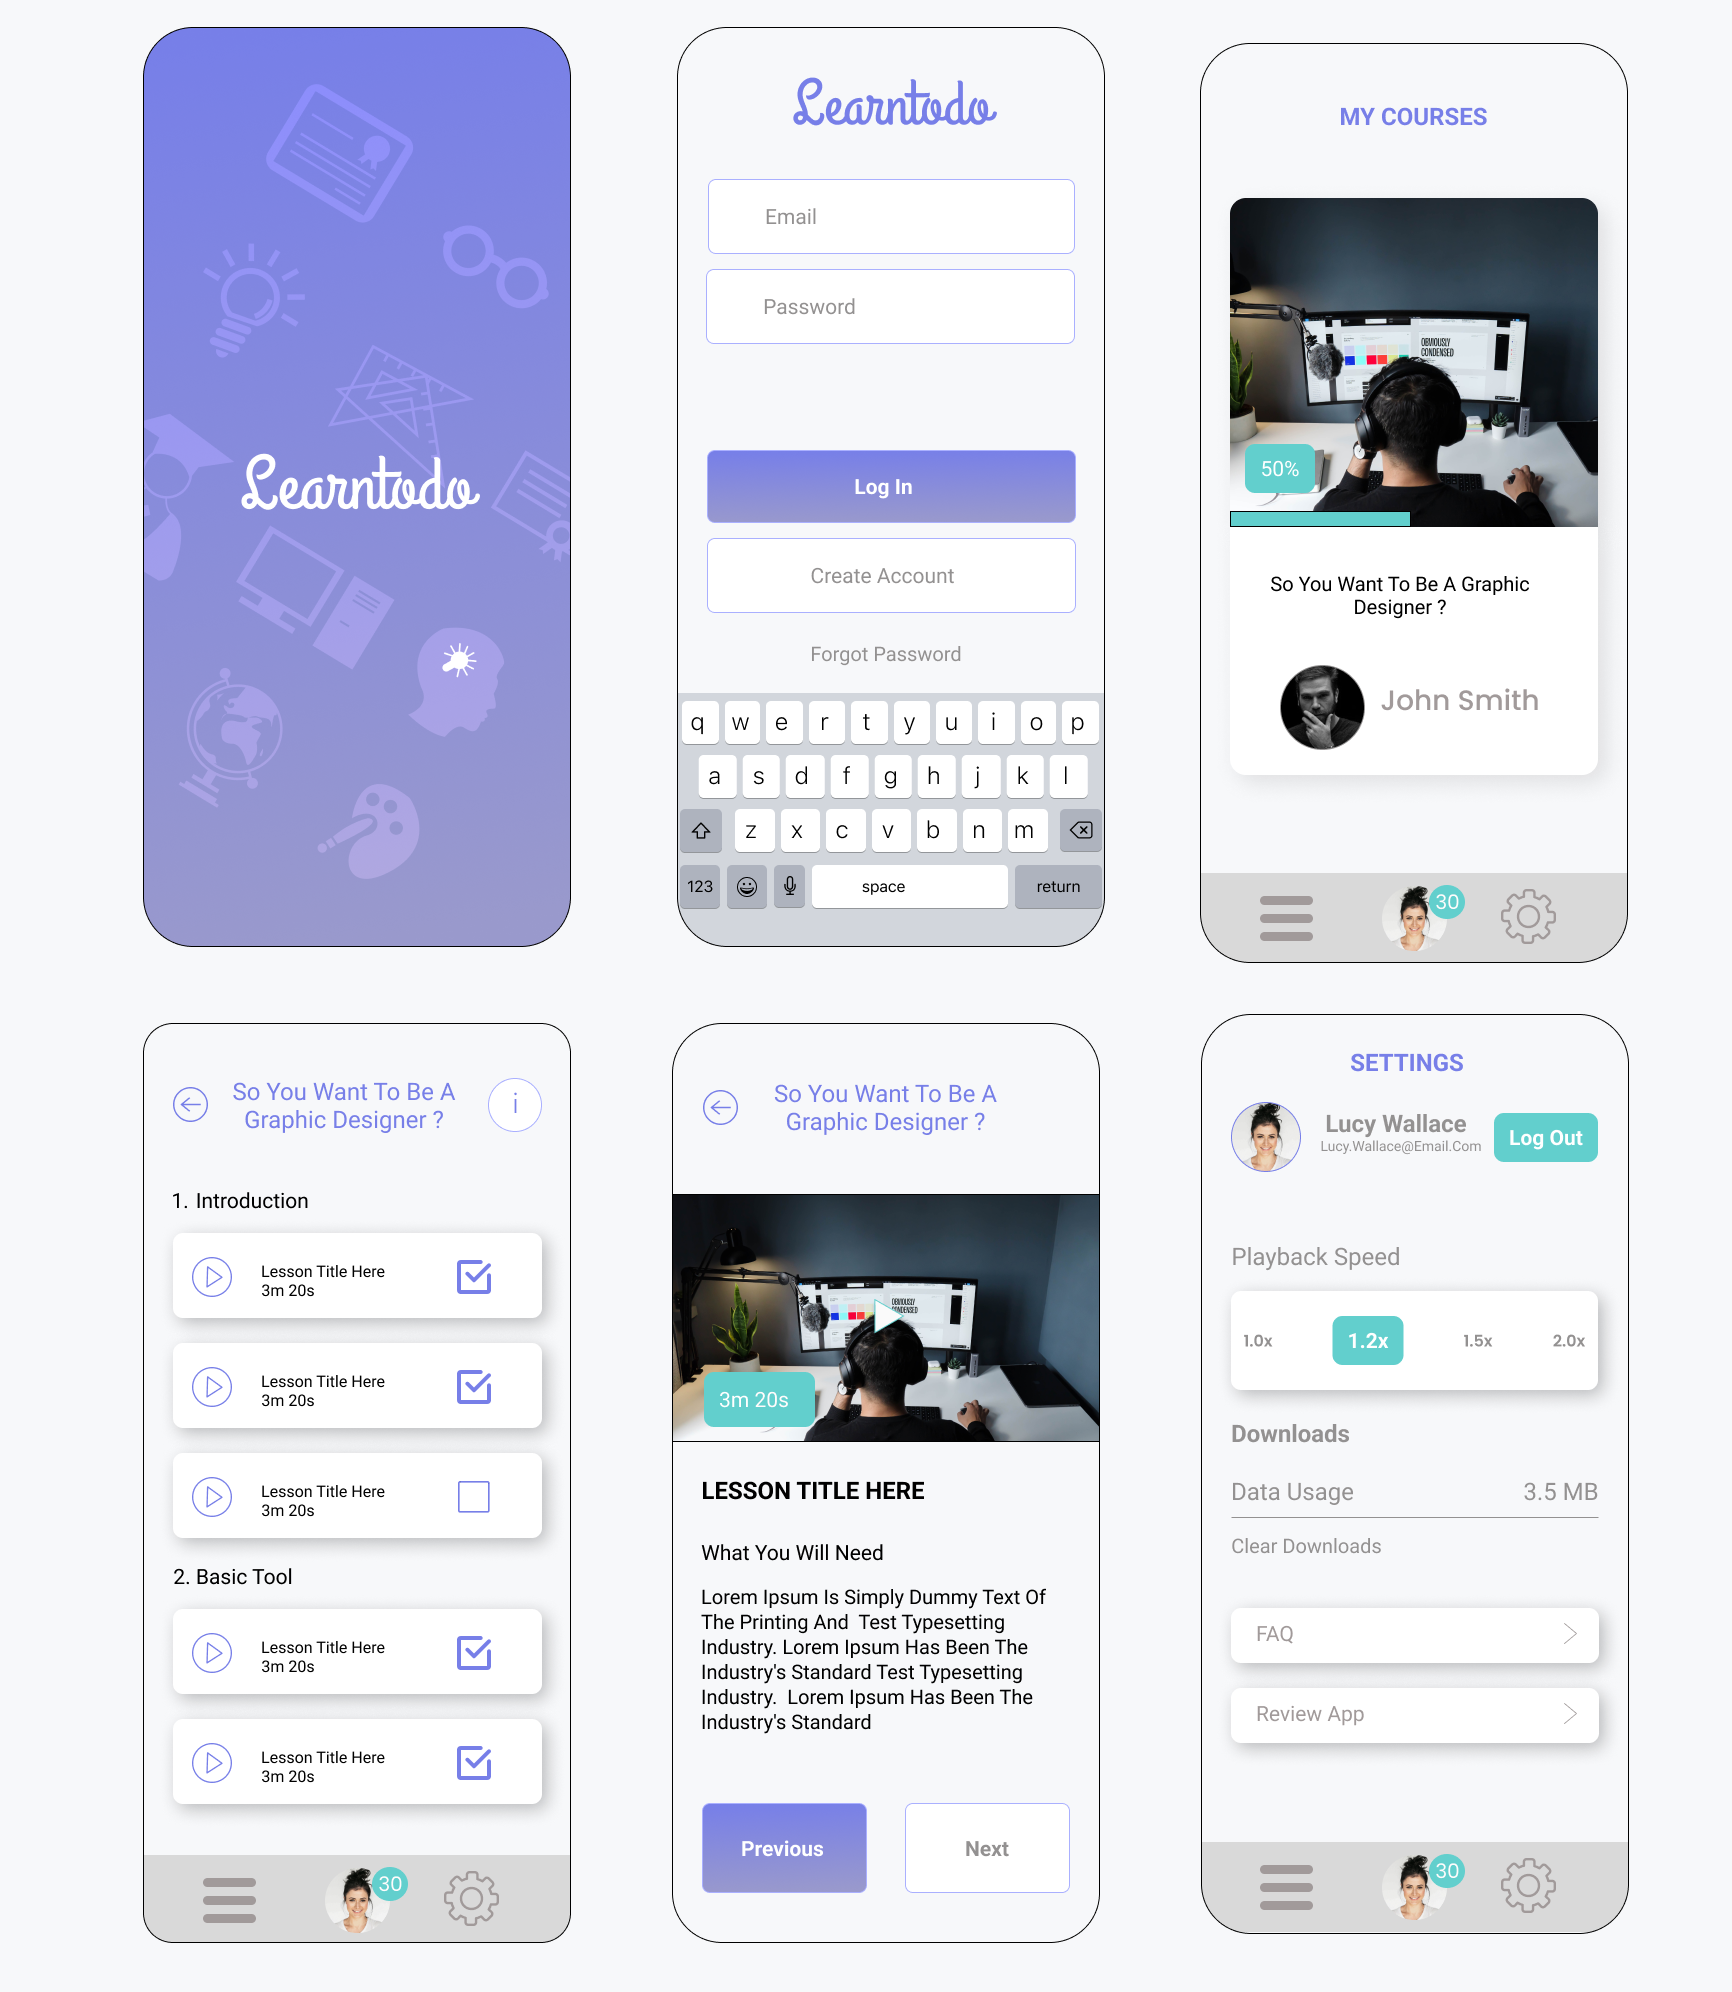 Learntodo
Learntodo
Email
Password
Log In
Create Account
Forgot Password
q w e r t y u i o p
a s d f g h j k l
z x c v b n m
123 space return
MY COURSES
OBVIOUSLY
CONDENSED
50%
So You Want To Be A Graphic
Designer ?
John Smith
30
So You Want To Be A
Graphic Designer ?
i
1. Introduction
Lesson Title Here
3m 20s
Lesson Title Here
3m 20s
Lesson Title Here
3m 20s
2. Basic Tool
Lesson Title Here
3m 20s
Lesson Title Here
3m 20s
30
So You Want To Be A
Graphic Designer ?
OBVIOUSLY
CONDENSED
3m 20s
LESSON TITLE HERE
What You Will Need
Lorem Ipsum Is Simply Dummy Text Of
The Printing And  Test Typesetting
Industry. Lorem Ipsum Has Been The
Industry's Standard Test Typesetting
Industry.  Lorem Ipsum Has Been The
Industry's Standard
Previous
Next
SETTINGS
Lucy Wallace
Lucy.Wallace@Email.Com
Log Out
Playback Speed
1.0x 1.2x 1.5x 2.0x
Downloads
Data Usage 3.5 MB
Clear Downloads
FAQ
Review App
30